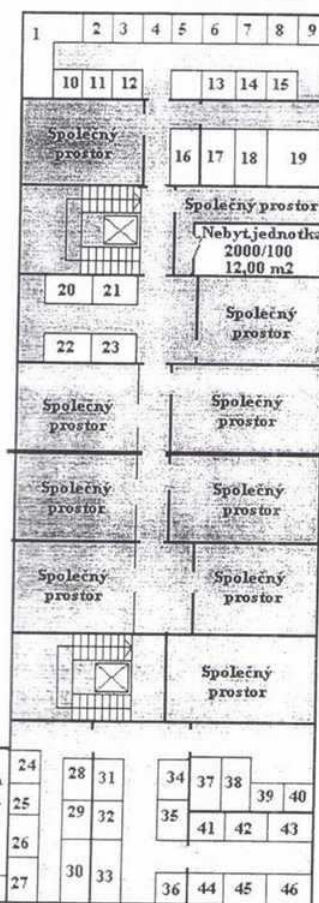 1 2 3 4 5 6 7 8 9
10 11 12 13 14 15
Společný
prostor
16 17 18 19
Společný prostor
Nebyt.jednotka
2000/100
12,00 m2
20 21
Společný
prostor
22 23
Společný
prostor
Společný
prostor
Společný
prostor
Společný
prostor
Společný
prostor
Společný
prostor
Společný
prostor
24 28 31 34 37 38
39 40
25 29 32 35
41 42 43
26
27 30 33 36 44 45 46